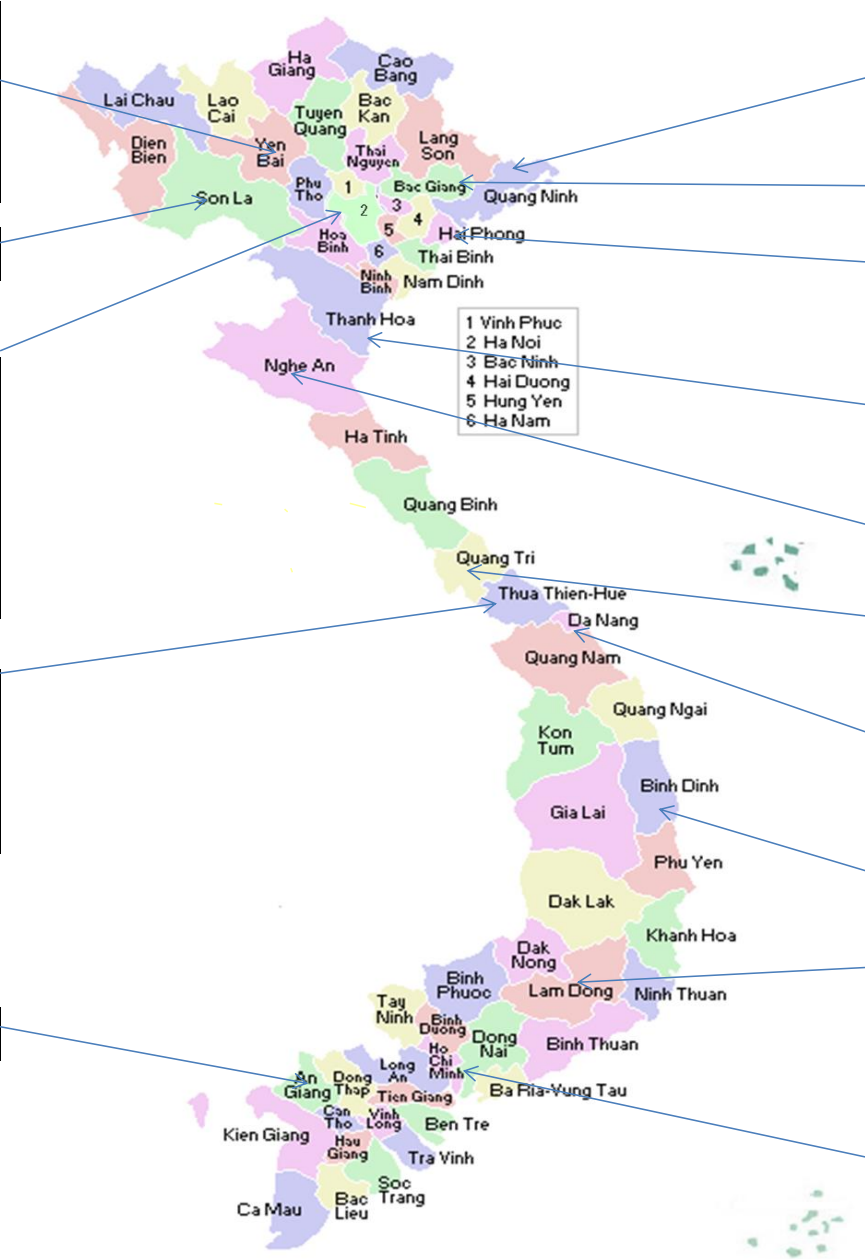 Ha
Giang
Cao
Bang
Lai Chau
Lao
Cai
Tuyen
Quang
Bac
Kan
Lang
Son
Dien
Bien
Yen
Bai
Thai
Nguyen
Son La
Phu
Tho
1
Bac Giang
Quang Ninh
2
3
4
5
6
Hoa
Binh
Hai Phong
Thai Binh
Ninh
Binh
Nam Dinh
Thanh Hoa
1 Vinh Phuc
2 Ha Noi
3 Bac Ninh
4 Hai Duong
5 Hung Yen
6 Ha Nam
Nghe An
Ha Tinh
Quang Binh
Quang Tri
Thua Thien-Hue
Da Nang
Quang Nam
Quang Ngai
Kon
Tum
Binh Dinh
Gia Lai
Phu Yen
Dak Lak
Khanh Hoa
Dak
Nong
Binh
Phuoc
Lam Dong
Ninh Thuan
Tay
Ninh
Binh
Duong
Dong
Nai
Binh Thuan
Ho
Chi
Minh
Long
An
An
Giang
Dong
Thap
Tien Giang
Ba Ria-Vung Tau
Can
Tho
Vinh
Long
Ben Tre
Kien Giang
Hau
Giang
Tra Vinh
Soc
Trang
Bac
Lieu
Ca Mau